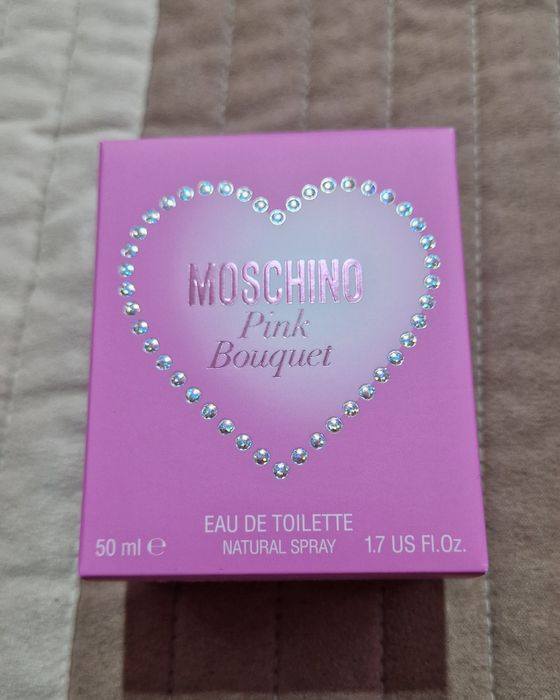 MOSCHINO
Pink
Bouquet
EAU DE TOILETTE
50 ml ℮ NATURAL SPRAY 1.7 US Fl.Oz.